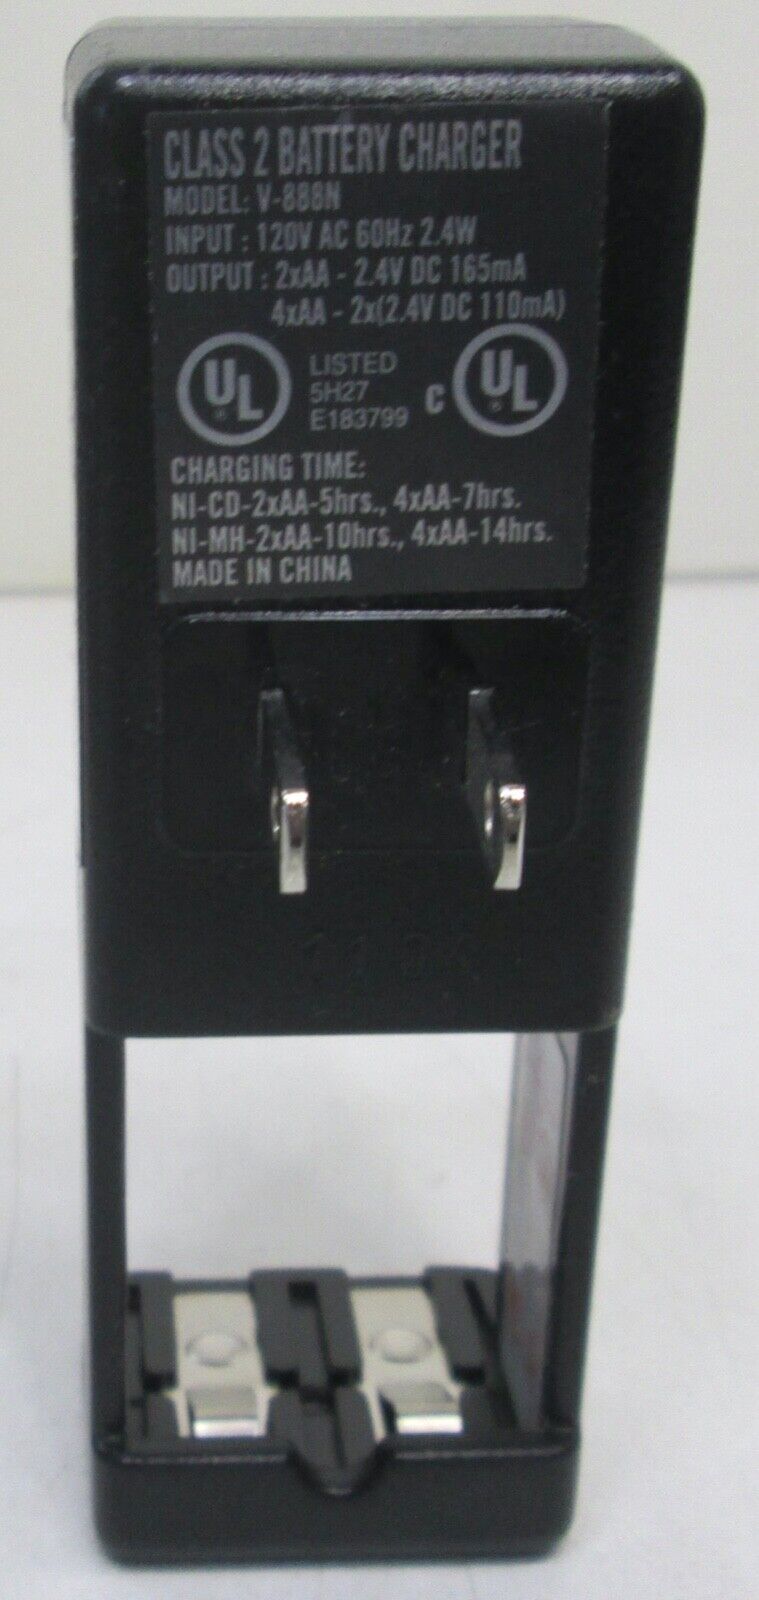 CLASS 2 BATTERY CHARGER
MODEL: V-888N
INPUT : 120V AC 60Hz 2.4W
OUTPUT : 2xAA - 2.4V DC 165mA
4xAA - 2x(2.4V DC 110mA)
UL ® LISTED C UL ®
5H27
E183799
CHARGING TIME:
NI-CD-2xAA-5hrs., 4xAA-7hrs.
NI-MH-2xAA-10hrs., 4xAA-14hrs.
MADE IN CHINA